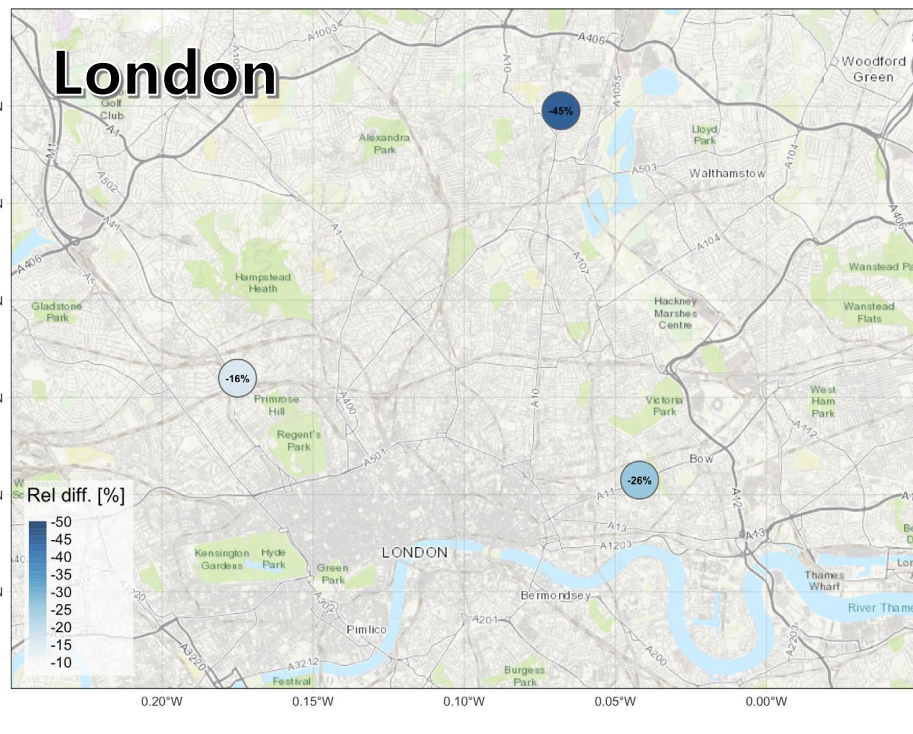 London
A1003
A406
A10
A1055
Woodford
Green
Golf
Club
A1
M1
-45%
Alexandra
Park
Lloyd
Park
A104
A503
Walthamstow
A502
A41
A1
A406
A104
A107
A406
A5
Hampstead
Heath
Wanstead Pa
Gladstone
Park
Hackney
Marshes
Centre
Wanstead
Flats
-16%
Primrose
Hill
A400
A10
Victoria
Park
West
Ham
Park
Regent's
Park
A112
A501
Bow
-26%
A11
A12
Rel diff. [%]
-50
-45
-40
-35
-30
-25
-20
-15
-10
A13
A13
A1203
LONDON
Kensington
Gardens
Hyde
Park
Green
Park
Thames
Wharf
Bermondsey
River Thame
A302
A201
Pimlico
A2203
A3220
A3212
A200
Burgess
Park
Festival
0.20°W
0.15°W
0.10°W
0.05°W
0.00°W